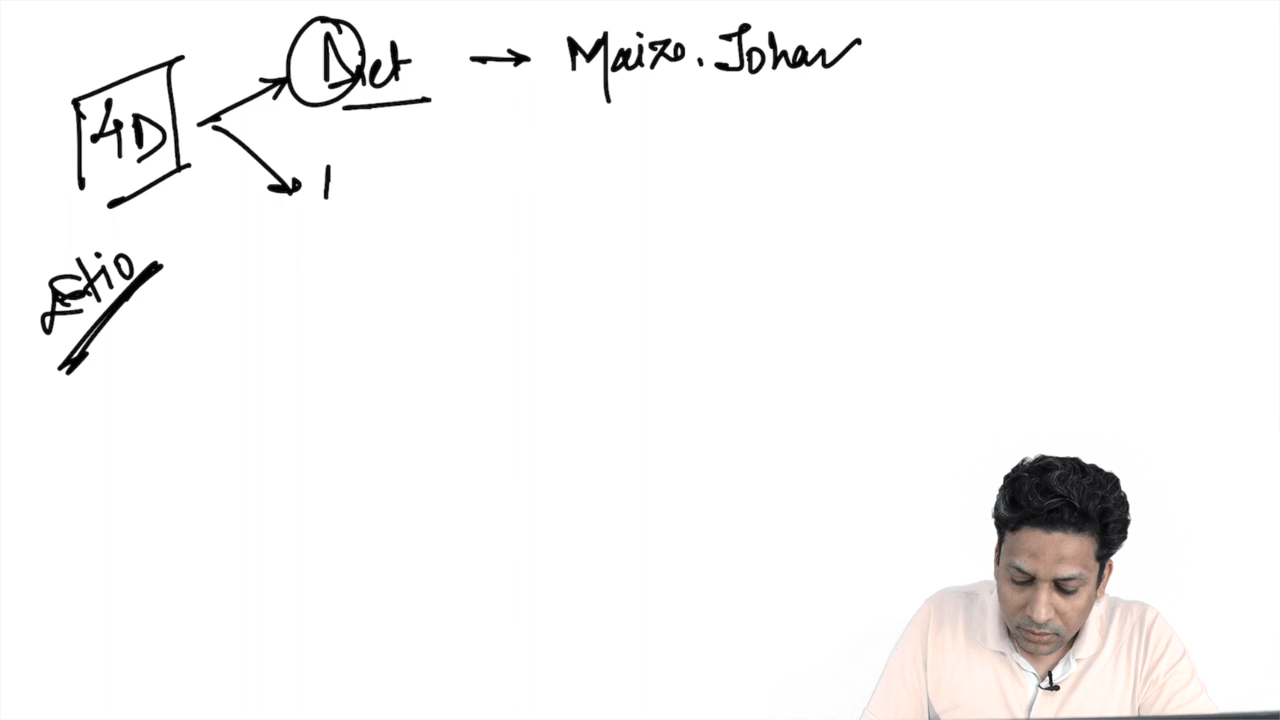 Diet → Maize. Johar
4D
Etio